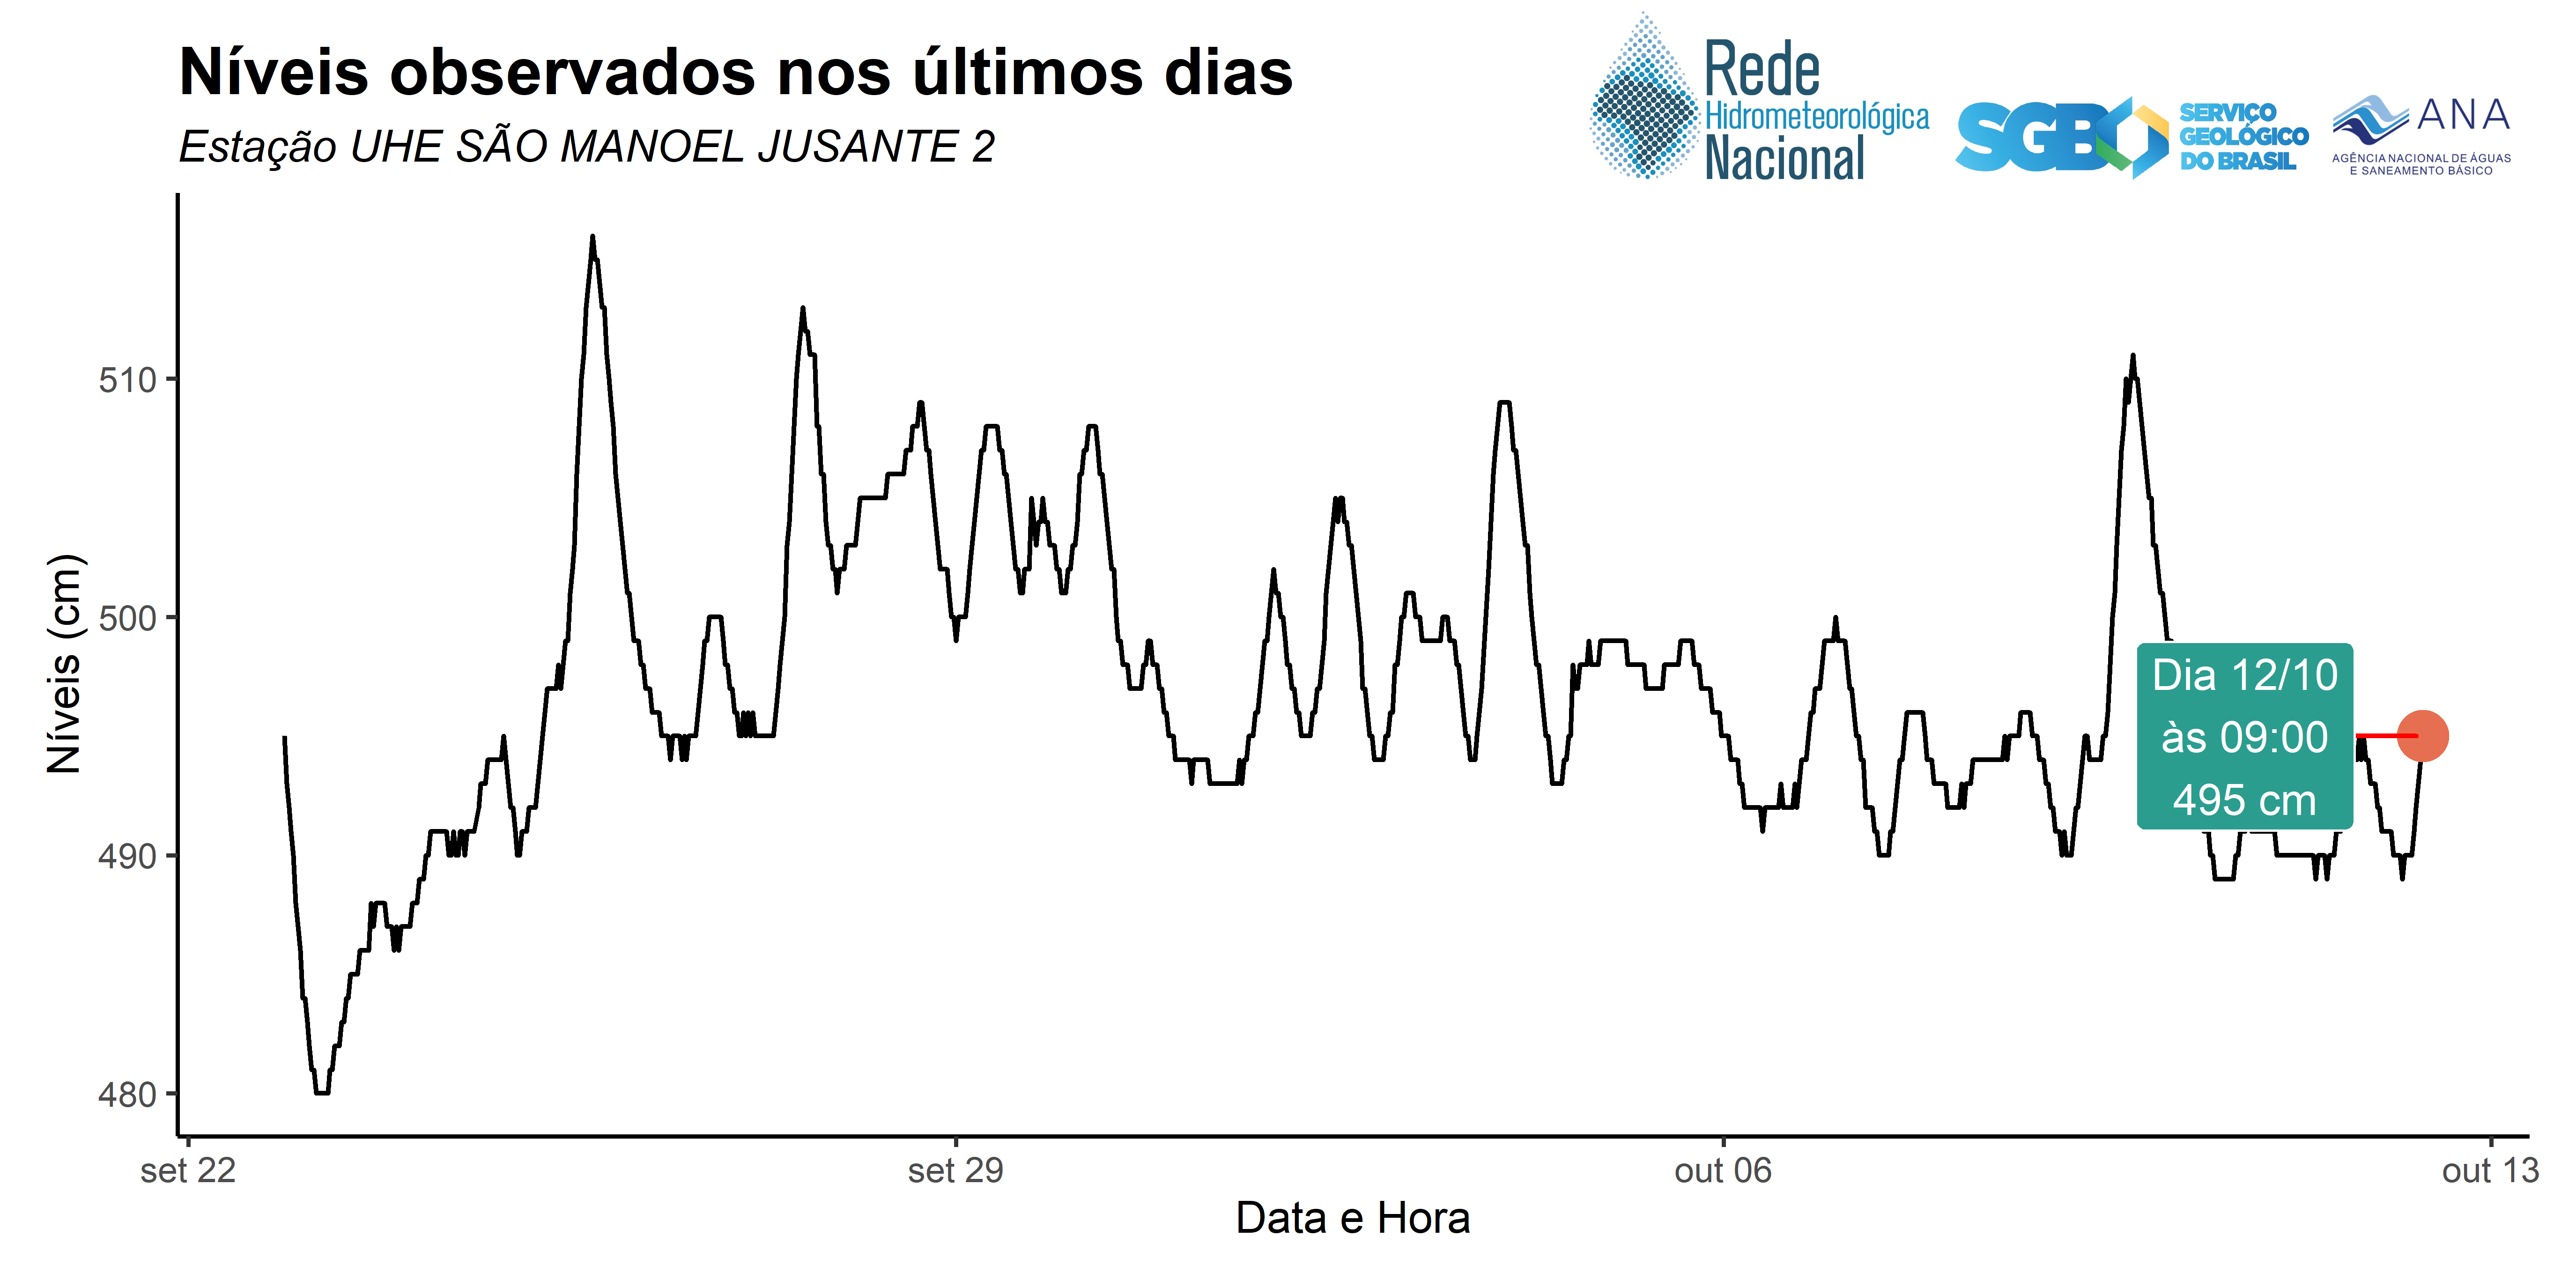 Níveis observados nos últimos dias
Estação UHE SÃO MANOEL JUSANTE 2
Rede
Hidrometeorológica
Nacional
SGB
SERVIÇO
GEOLÓGICO
DO BRASIL
ANA
AGÊNCIA NACIONAL DE ÁGUAS
E SANEAMENTO BÁSICO
Níveis (cm)
510
500
490
480
Dia 12/10
às 09:00
495 cm
set 22
set 29
out 06
out 13
Data e Hora